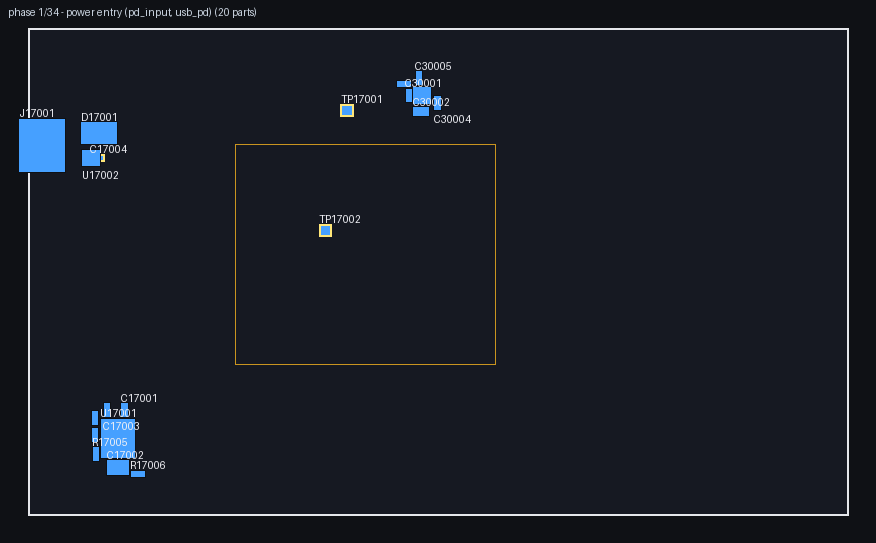 phase 1/34 - power entry (pd_input, usb_pd) (20 parts)
C30005
C30001
TP17001
C30002
J17001
D17001
C30004
C17004
U17002
TP17002
C17001
U17001
C17003
R17005
C17002
R17006